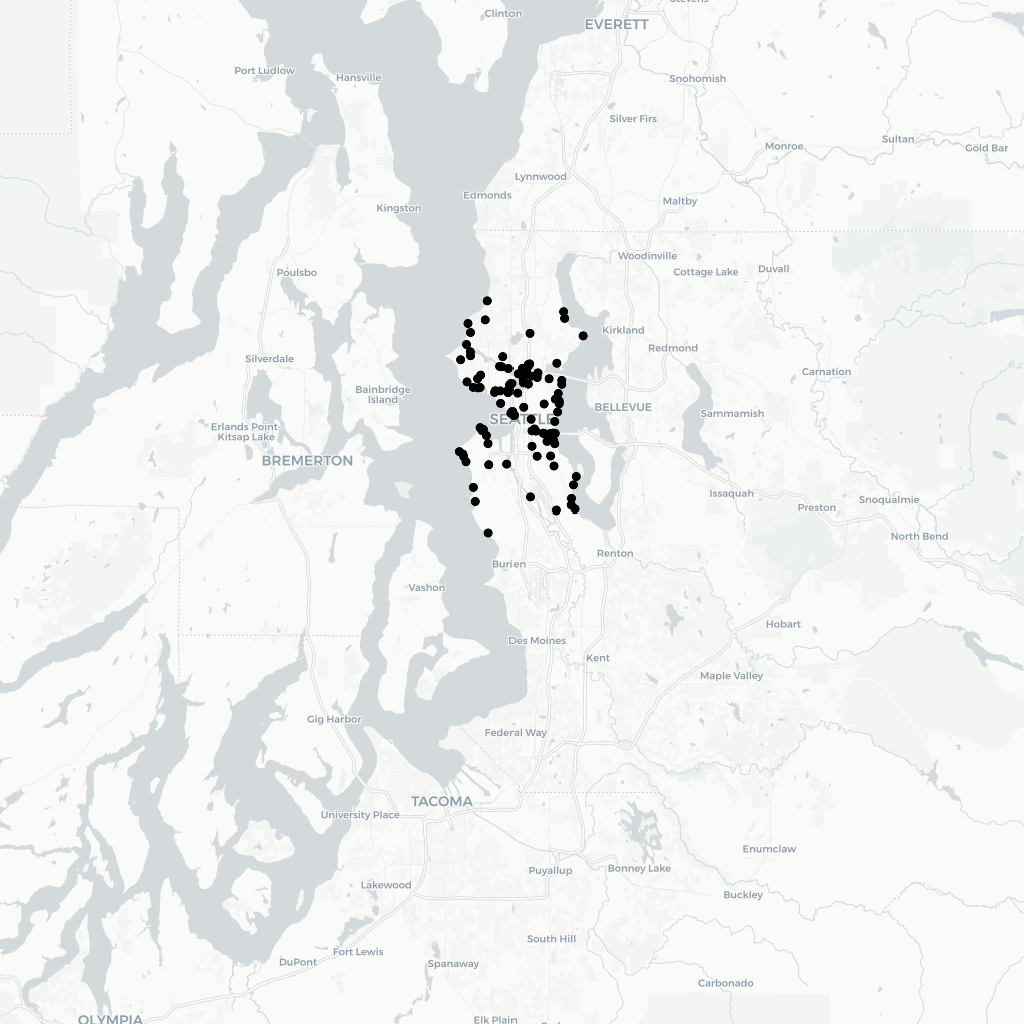 Stevens
Clinton
EVERETT
Port Ludlow
Hansville
Snohomish
Silver Firs
Sultan
Monroe
Gold Bar
Lynnwood
Edmonds
Maltby
Kingston
Woodinville
Cottage Lake
Duvall
Poulsbo
Kirkland
Redmond
Silverdale
Carnation
Bainbridge
Island
BELLEVUE
Sammamish
SEATTLE
Erlands Point-
Kitsap Lake
BREMERTON
Issaquah
Snoqualmie
Preston
North Bend
Renton
Burien
Vashon
Hobart
Des Moines
Kent
Maple Valley
Gig Harbor
Federal Way
TACOMA
University Place
Enumclaw
Puyallup
Bonney Lake
Lakewood
Buckley
South Hill
Fort Lewis
DuPont
Spanaway
Carbonado
OLYMPIA
Elk Plain